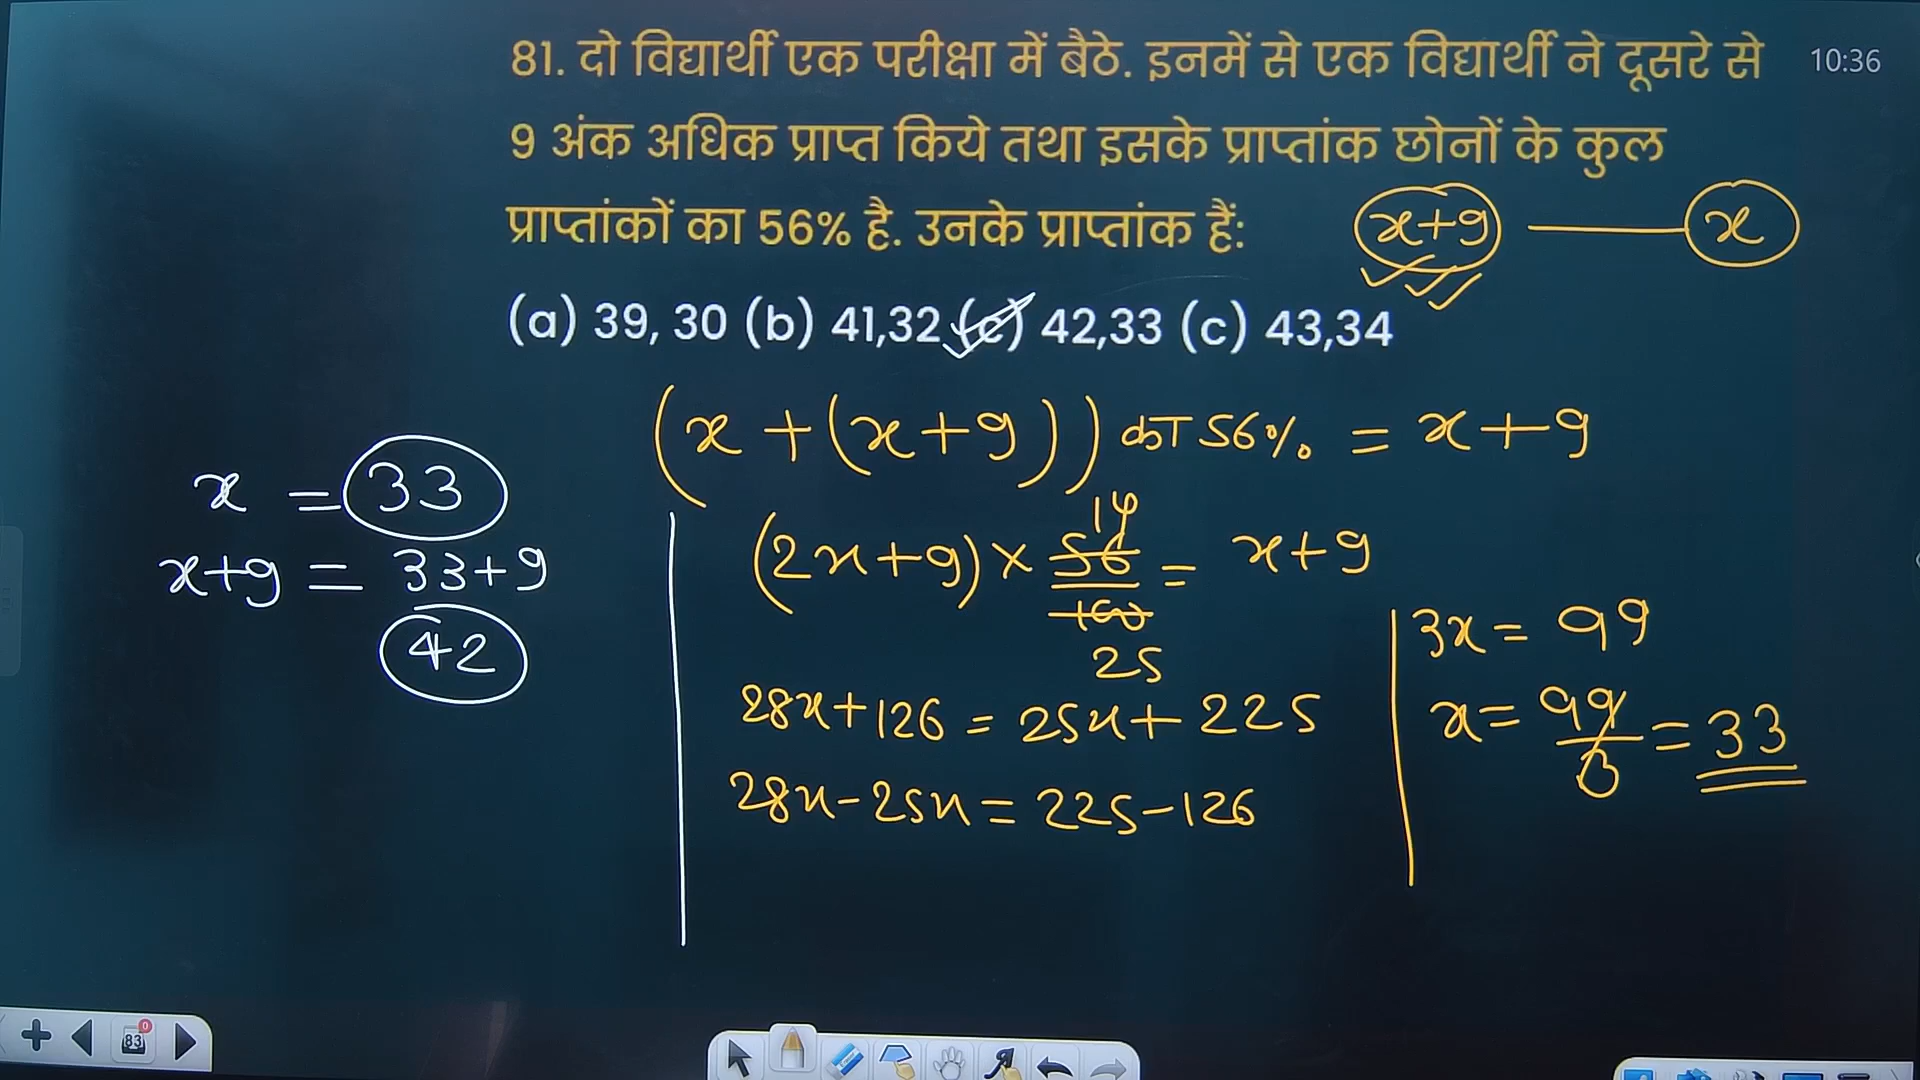 81. दो विद्यार्थी एक परीक्षा में बैठे. इनमें से एक विद्यार्थी ने दूसरे से
10:36
9 अंक अधिक प्राप्त किये तथा इसके प्राप्तांक छोनों के कुल
प्राप्तांकों का 56% है. उनके प्राप्तांक हैं:
x+9 — x
(a) 39, 30 (b) 41,32 (c) 42,33 (c) 43,34
(x + (x+9)) का 56% = x+9
x = 33
x+9 = 33+9
42
14
(2x+9) × 56/100 = x+9
25
28x+126 = 25x+225
28x-25x = 225-126
3x = 99
x = 99/3 = 33
83
0